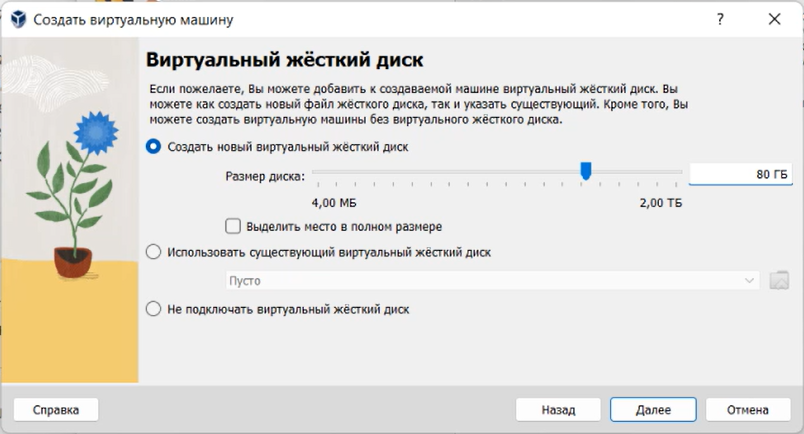 Создать виртуальную машину
?
Виртуальный жёсткий диск
Если пожелаете, Вы можете добавить к создаваемой машине виртуальный жёсткий диск. Вы
можете как создать новый файл жёсткого диска, так и указать существующий. Кроме того, Вы
можете создать виртуальную машины без виртуального жёсткого диска.
Создать новый виртуальный жёсткий диск
Размер диска:
80 ГБ
4,00 МБ
2,00 ТБ
Выделить место в полном размере
Использовать существующий виртуальный жёсткий диск
Пусто
Не подключать виртуальный жёсткий диск
Справка
Назад
Далее
Отмена